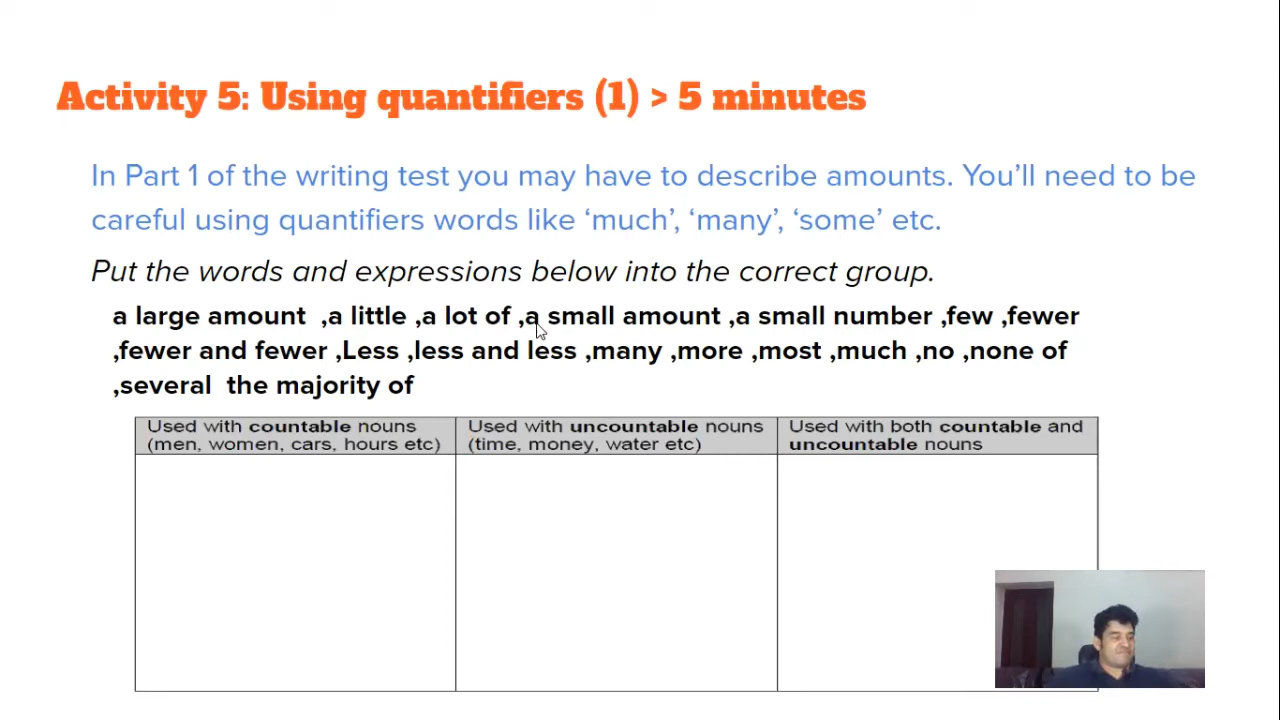 Activity 5: Using quantifiers (1) > 5 minutes
In Part 1 of the writing test you may have to describe amounts. You'll need to be
careful using quantifiers words like 'much', 'many', 'some' etc.
Put the words and expressions below into the correct group.
a large amount ,a little ,a lot of ,a small amount ,a small number ,few ,fewer
,fewer and fewer ,Less ,less and less ,many ,more ,most ,much ,no ,none of
,several the majority of
Used with countable nouns
(men, women, cars, hours etc)
Used with uncountable nouns
(time, money, water etc)
Used with both countable and
uncountable nouns